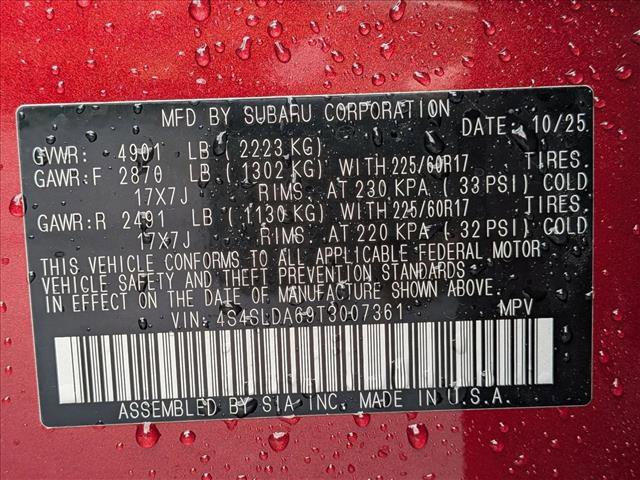 MFD BY SUBARU CORPORATION DATE: 10/25
GVWR: 4901 LB (2223 KG)
GAWR:F 2870 LB (1302 KG) WITH 225/60R17 TIRES.
17X7J RIMS. AT 230 KPA (33 PSI) COLD
GAWR:R 2491 LB (1130 KG) WITH 225/60R17 TIRES.
17X7J RIMS. AT 220 KPA (32 PSI) COLD
THIS VEHICLE CONFORMS TO ALL APPLICABLE FEDERAL MOTOR
VEHICLE SAFETY AND THEFT PREVENTION STANDARDS
IN EFFECT ON THE DATE OF MANUFACTURE SHOWN ABOVE.
VIN: 4S4SLDA69T3007361 MPV
ASSEMBLED BY SIA INC. MADE IN U.S.A.